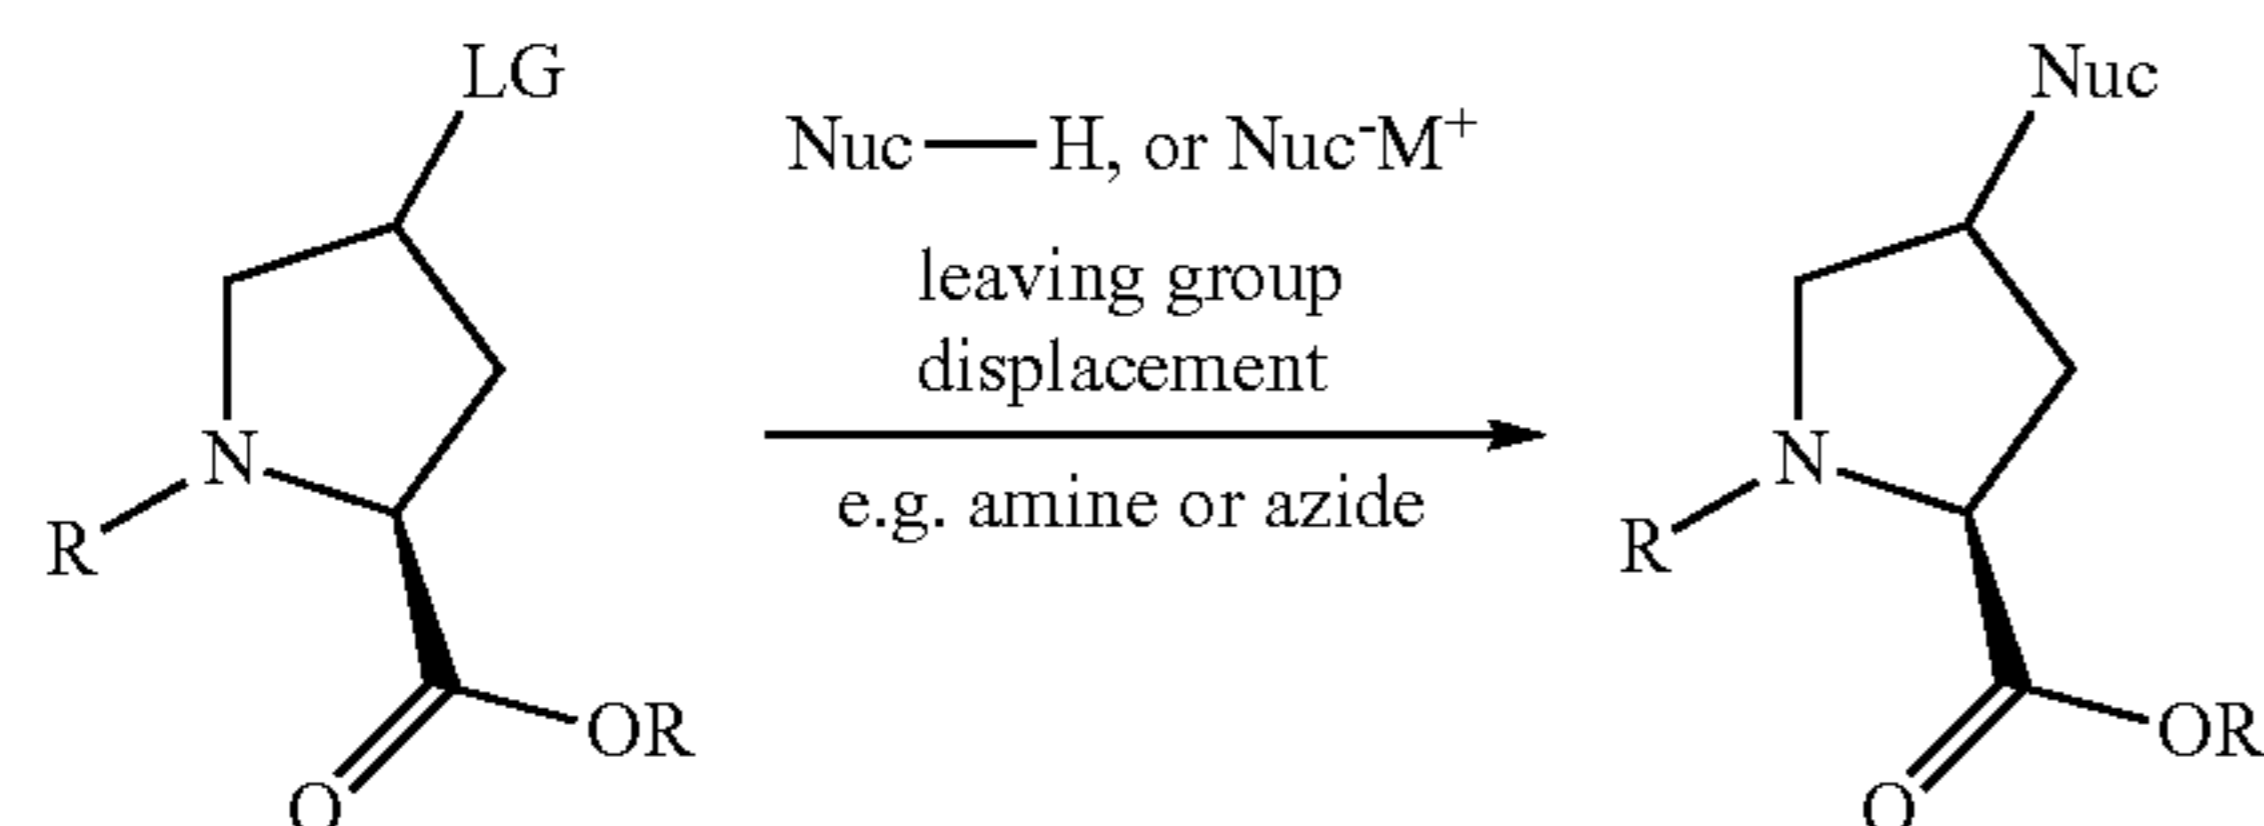 LG
Nuc
Nuc—H, or Nuc⁻M⁺
leaving group
displacement
e.g. amine or azide
N
N
R
R
OR
OR
O
O